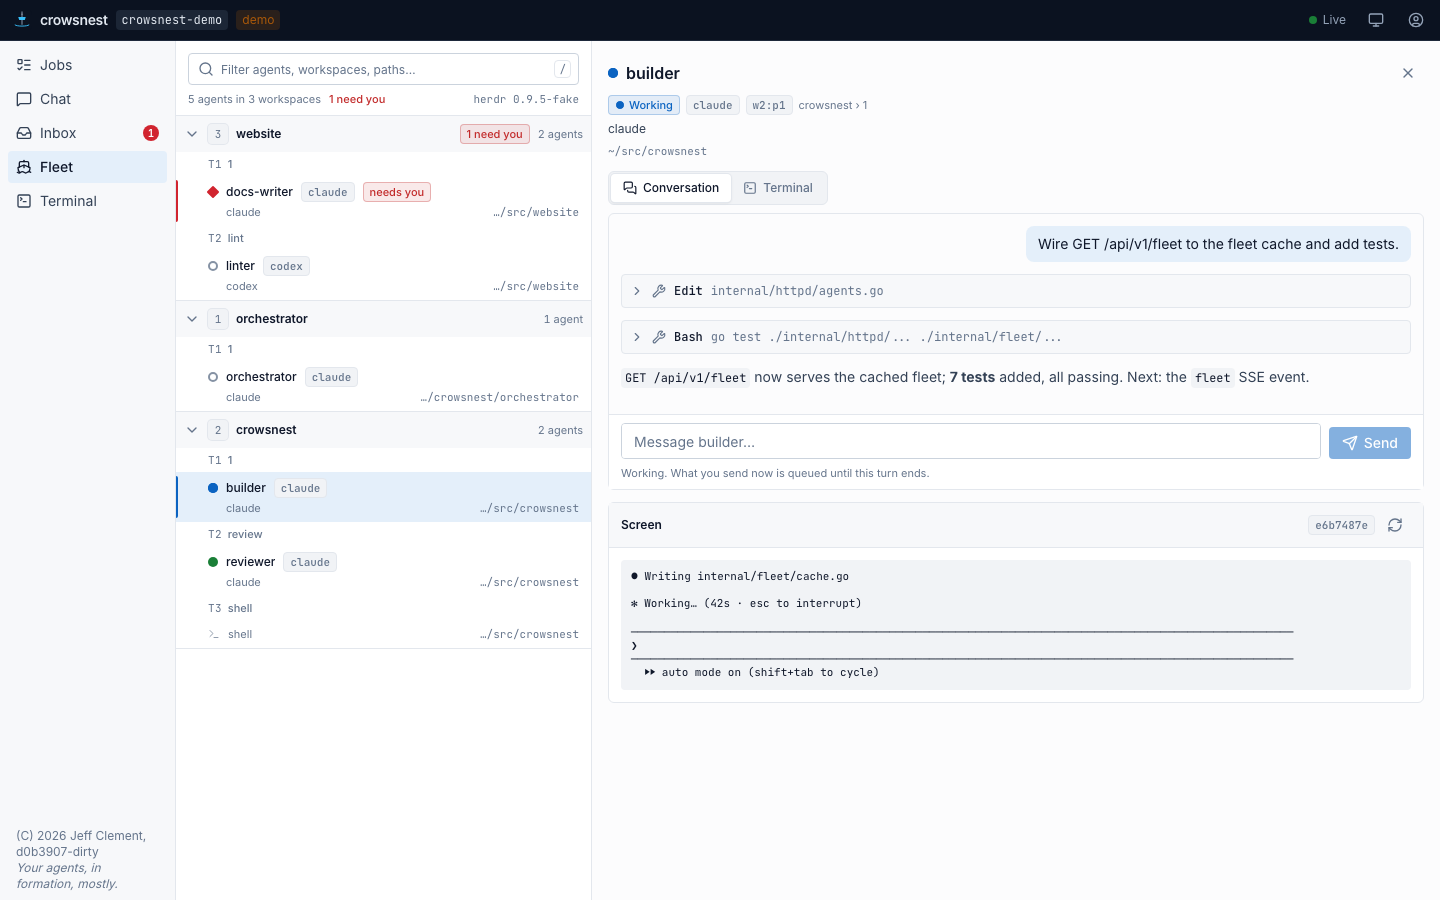 crowsnest crowsnest-demo demo
Live
Jobs
Chat
Inbox 1
Fleet
Terminal
(C) 2026 Jeff Clement,
d0b3907-dirty
Your agents, in
formation, mostly.
Filter agents, workspaces, paths... /
5 agents in 3 workspaces 1 need you herdr 0.9.5-fake
3 website 1 need you 2 agents
T1 1
docs-writer claude needs you
claude …/src/website
T2 lint
linter codex
codex …/src/website
1 orchestrator 1 agent
T1 1
orchestrator claude
claude …/crowsnest/orchestrator
2 crowsnest 2 agents
T1 1
builder claude
claude …/src/crowsnest
T2 review
reviewer claude
claude …/src/crowsnest
T3 shell
shell …/src/crowsnest
builder
Working claude w2:p1 crowsnest › 1
claude
~/src/crowsnest
Conversation Terminal
Wire GET /api/v1/fleet to the fleet cache and add tests.
Edit internal/httpd/agents.go
Bash go test ./internal/httpd/... ./internal/fleet/...
GET /api/v1/fleet now serves the cached fleet; 7 tests added, all passing. Next: the fleet SSE event.
Message builder...
Send
Working. What you send now is queued until this turn ends.
Screen e6b7487e
● Writing internal/fleet/cache.go
✻ Working… (42s · esc to interrupt)
❯
⏵⏵ auto mode on (shift+tab to cycle)